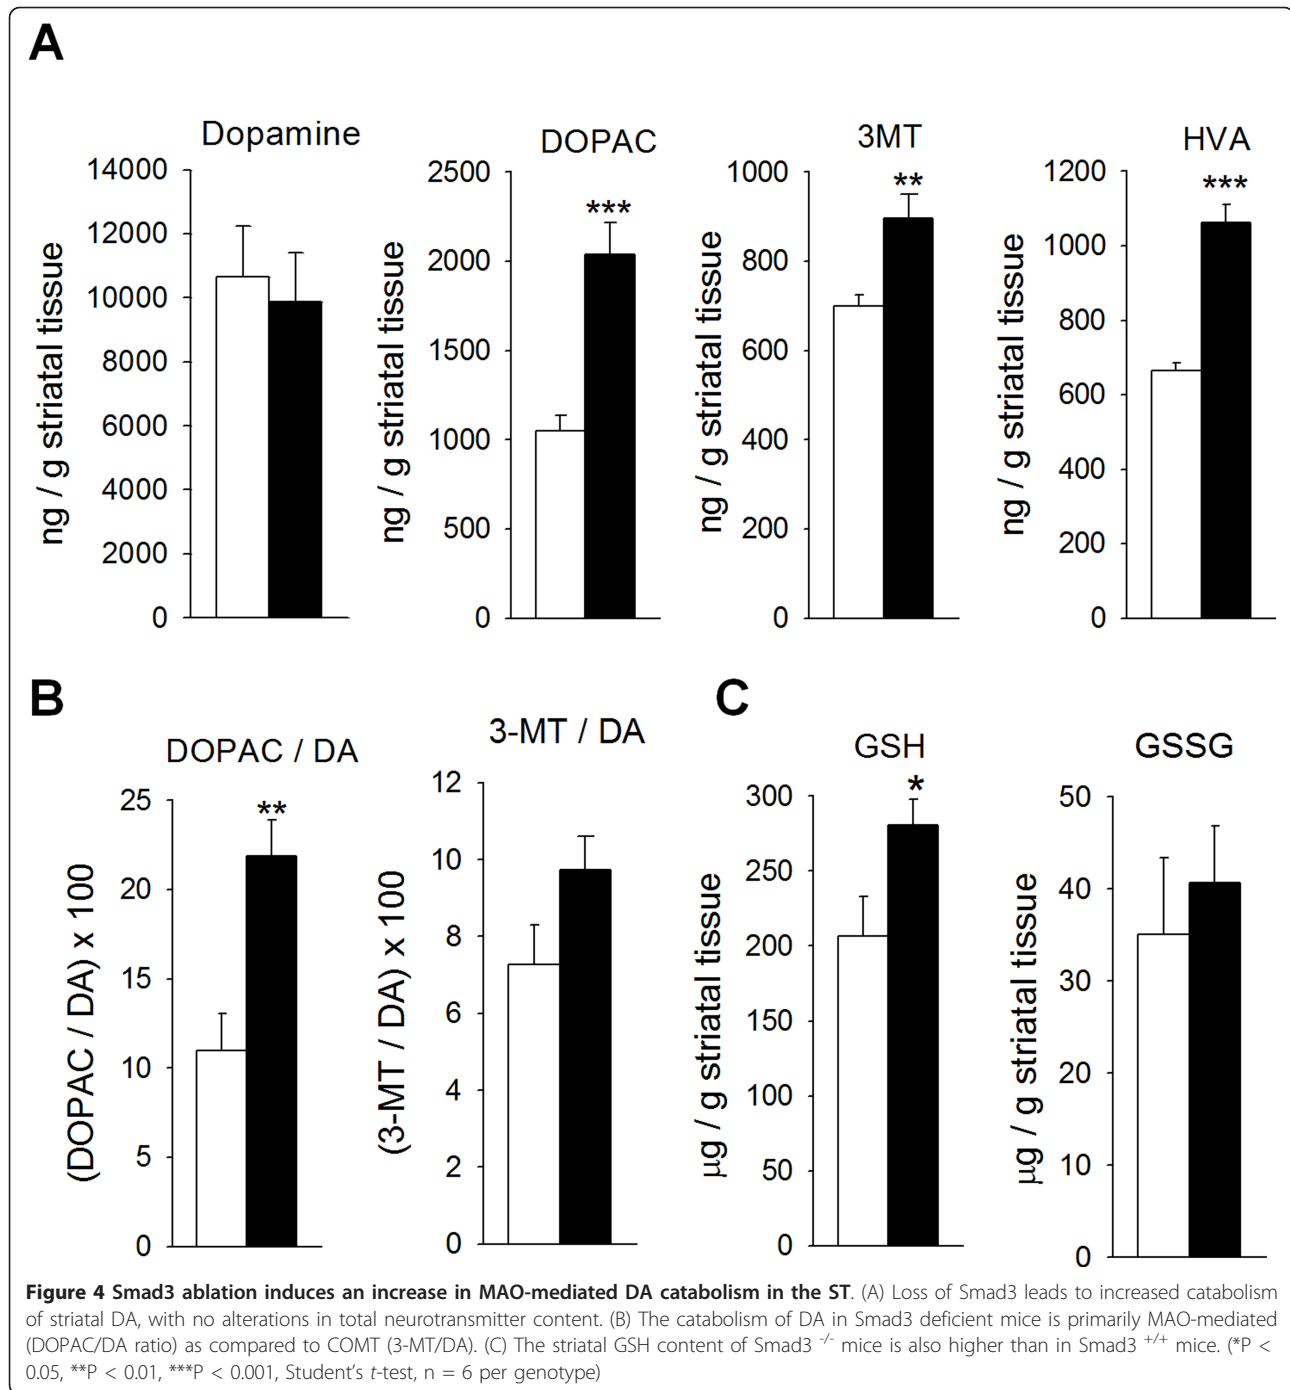 A
Dopamine
14000
12000
10000
8000
6000
4000
2000
0
ng / g striatal tissue
DOPAC
2500
2000
1500
1000
500
0
ng / g striatal tissue
***
3MT
1000
800
600
400
200
0
ng / g striatal tissue
**
HVA
1200
1000
800
600
400
200
0
ng / g striatal tissue
***
B
DOPAC / DA
25
20
15
10
5
0
(DOPAC / DA) x 100
**
3-MT / DA
12
10
8
6
4
2
0
(3-MT / DA) x 100
C
GSH
300
250
200
150
100
50
0
µg / g striatal tissue
*
GSSG
50
40
30
20
40
10
0
µg / g striatal tissue
Figure 4 Smad3 ablation induces an increase in MAO-mediated DA catabolism in the ST. (A) Loss of Smad3 leads to increased catabolism
of striatal DA, with no alterations in total neurotransmitter content. (B) The catabolism of DA in Smad3 deficient mice is primarily MAO-mediated
(DOPAC/DA ratio) as compared to COMT (3-MT/DA). (C) The striatal GSH content of Smad3 -/- mice is also higher than in Smad3 +/+ mice. (*P <
0.05, **P < 0.01, ***P < 0.001, Student's t-test, n = 6 per genotype)